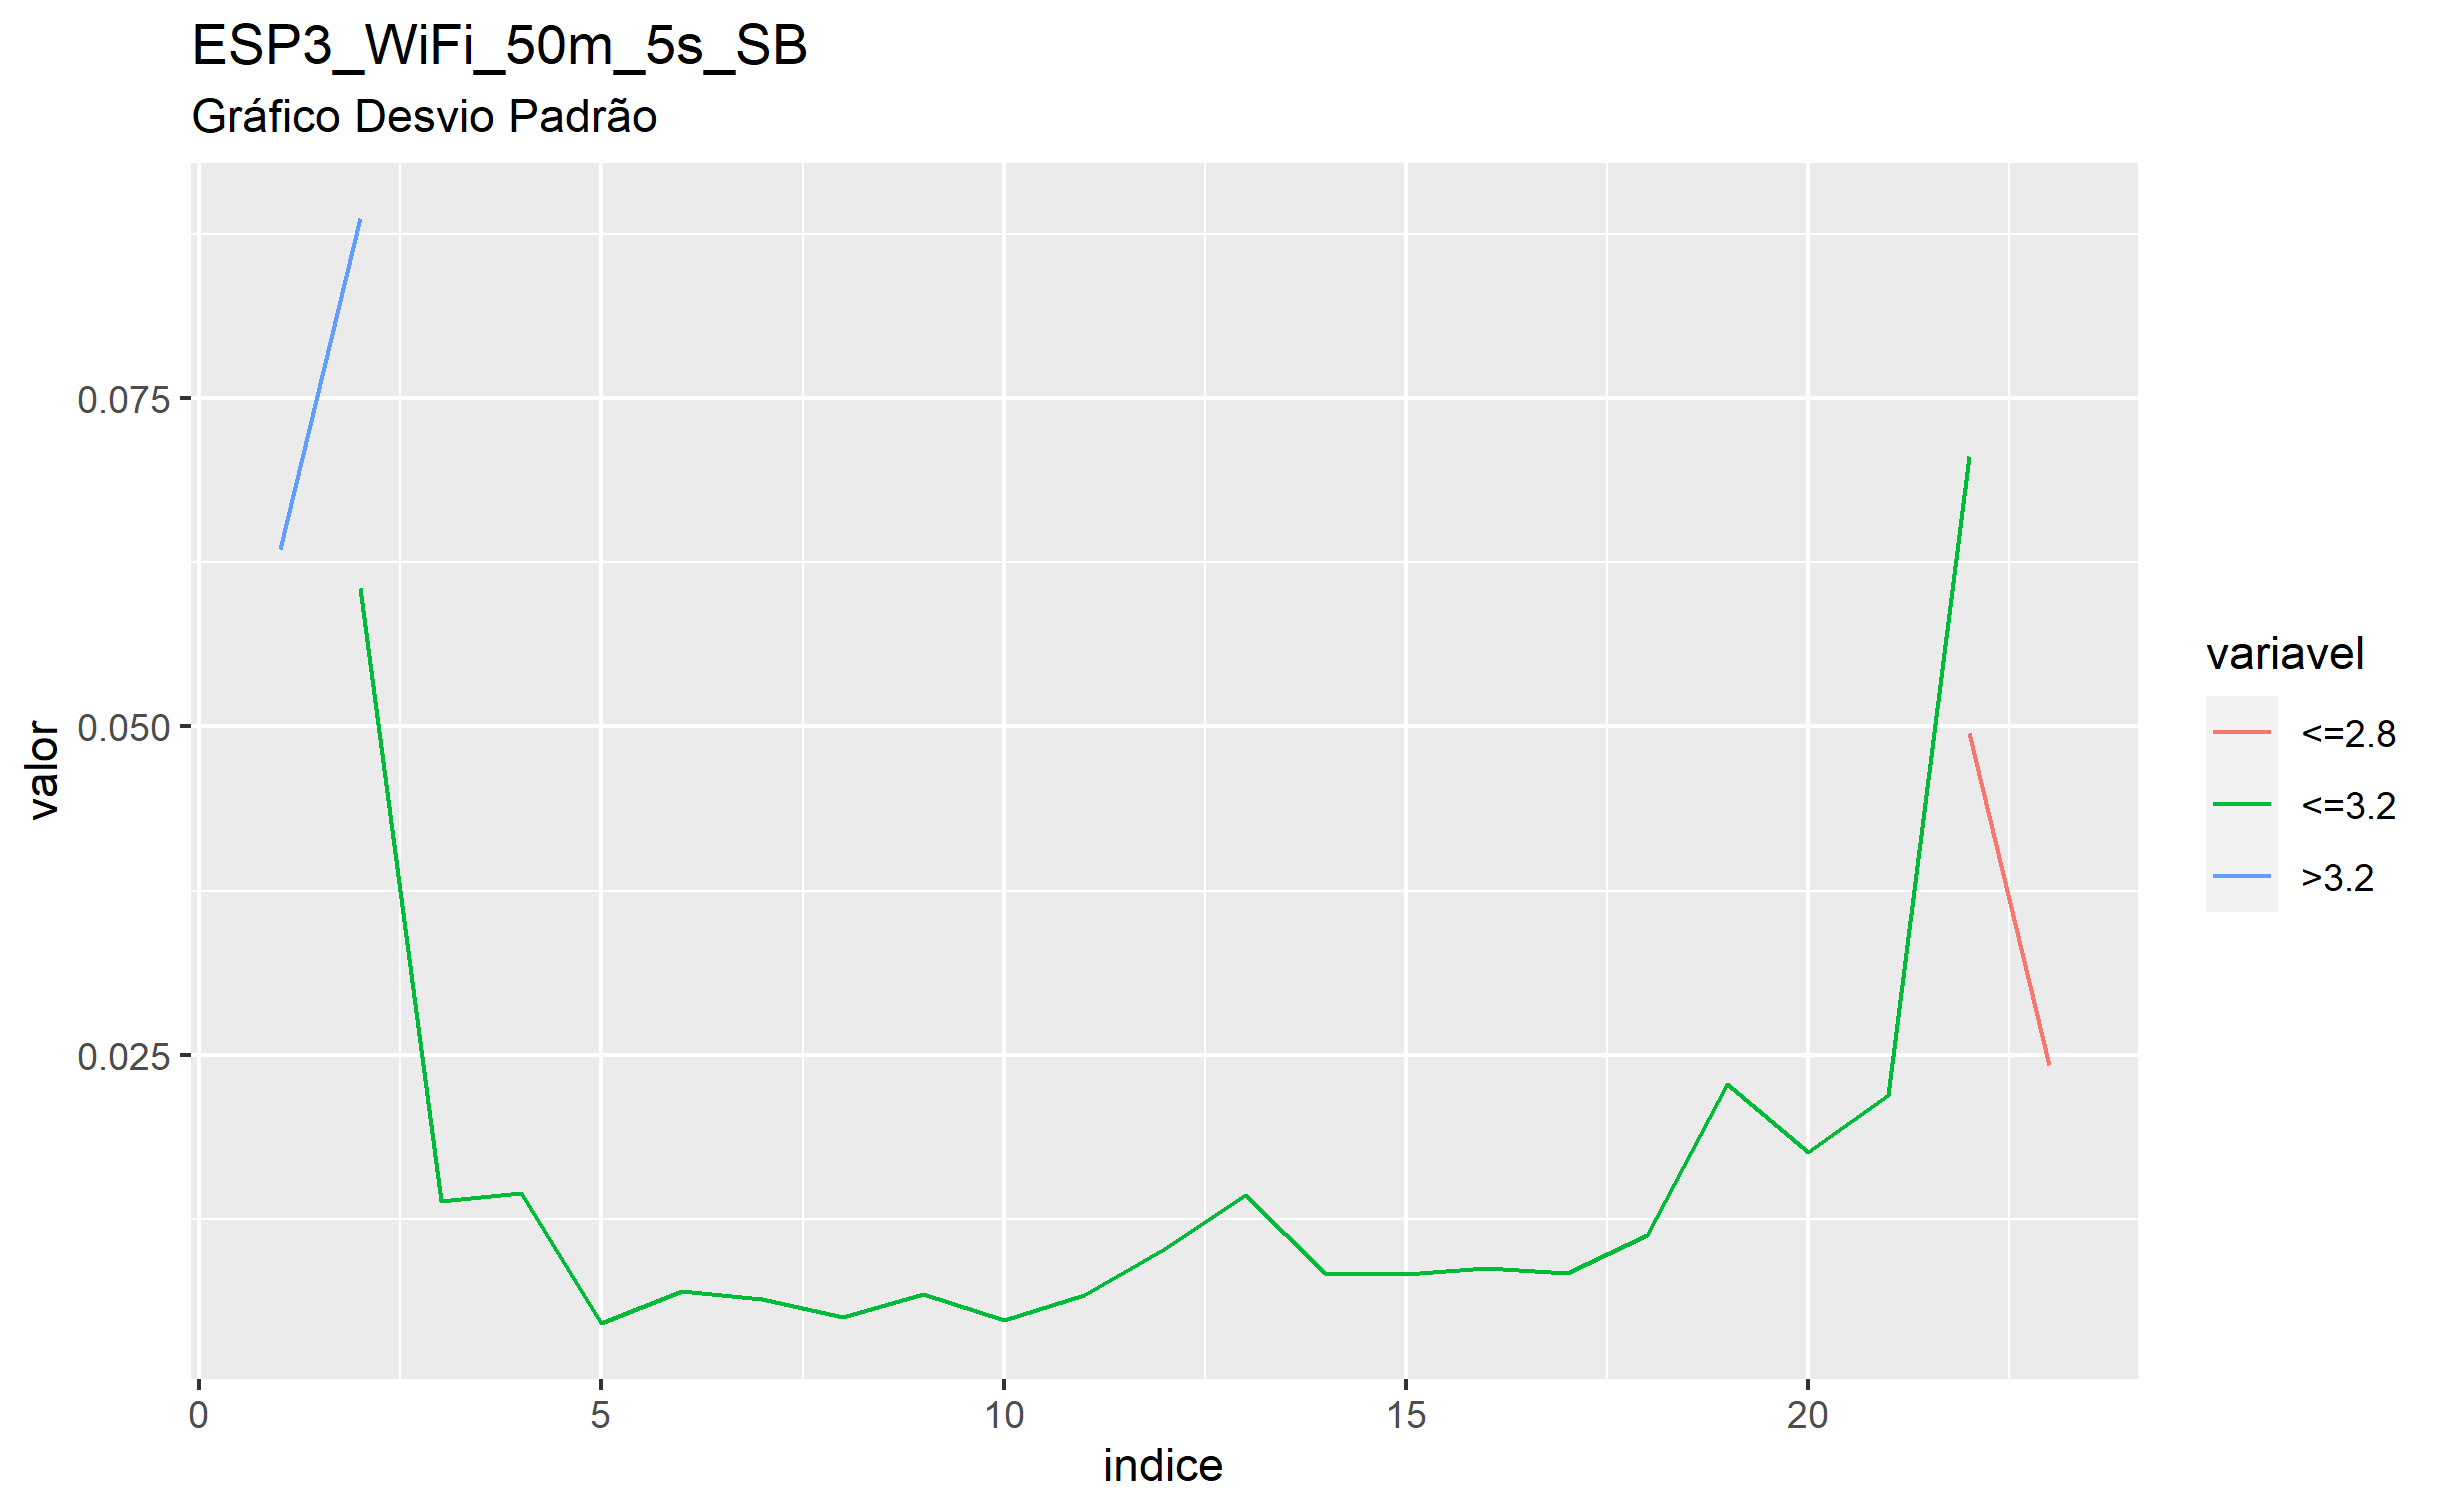 ESP3_WiFi_50m_5s_SB
Gráfico Desvio Padrão
valor
0.075
0.050
0.025
0
5
10
15
20
indice
variavel
<=2.8
<=3.2
>3.2